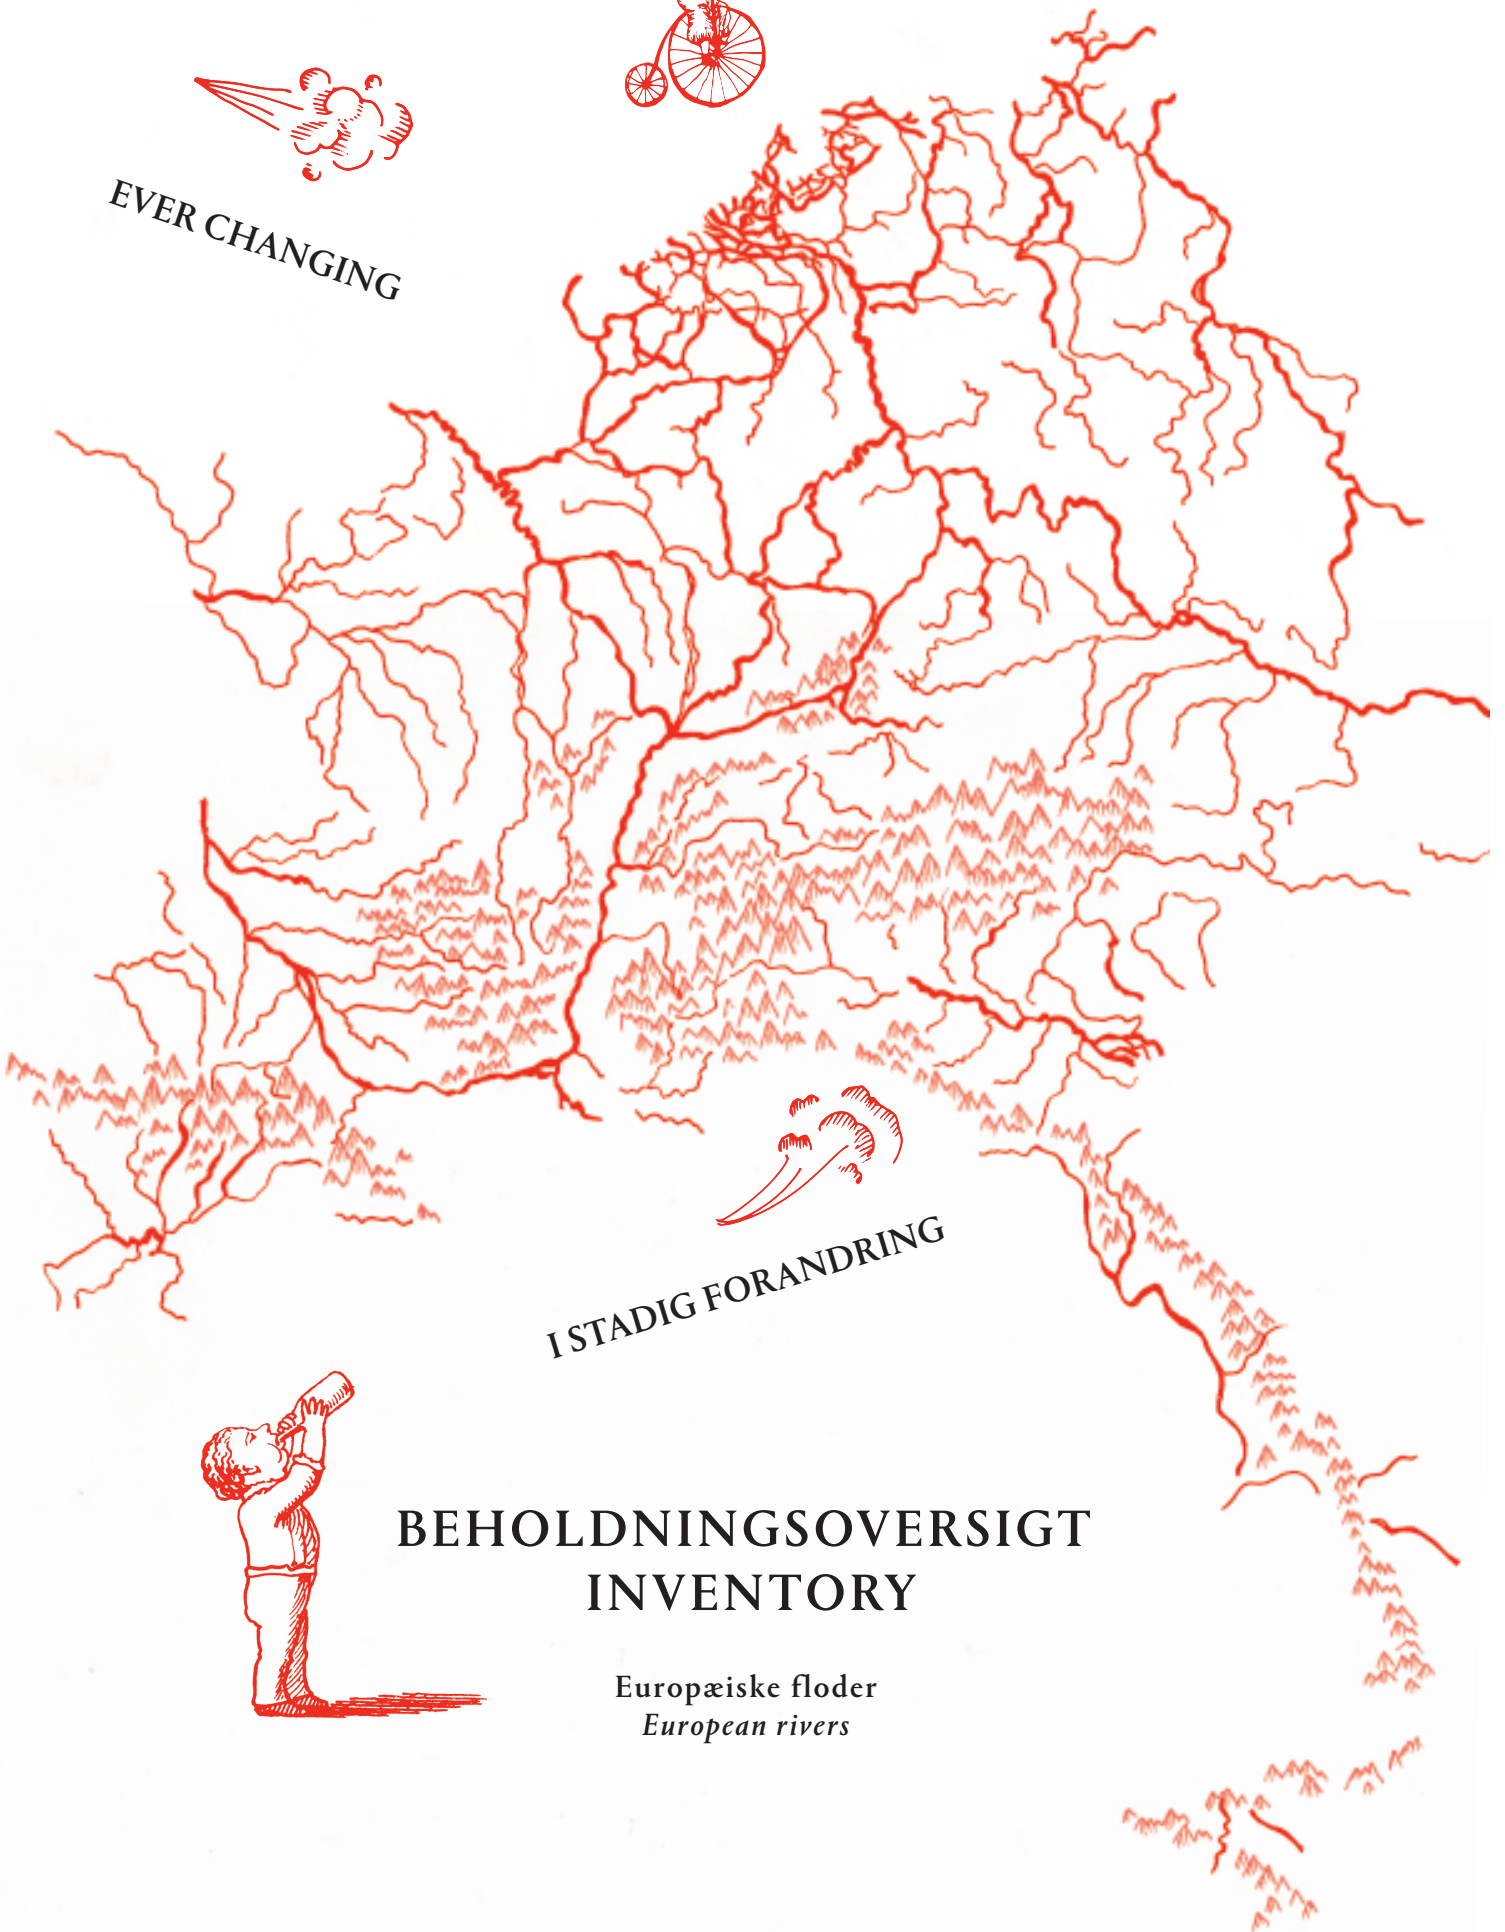 EVER CHANGING
I STADIG FORANDRING
BEHOLDNINGSOVERSIGT
INVENTORY
Europæiske floder
European rivers